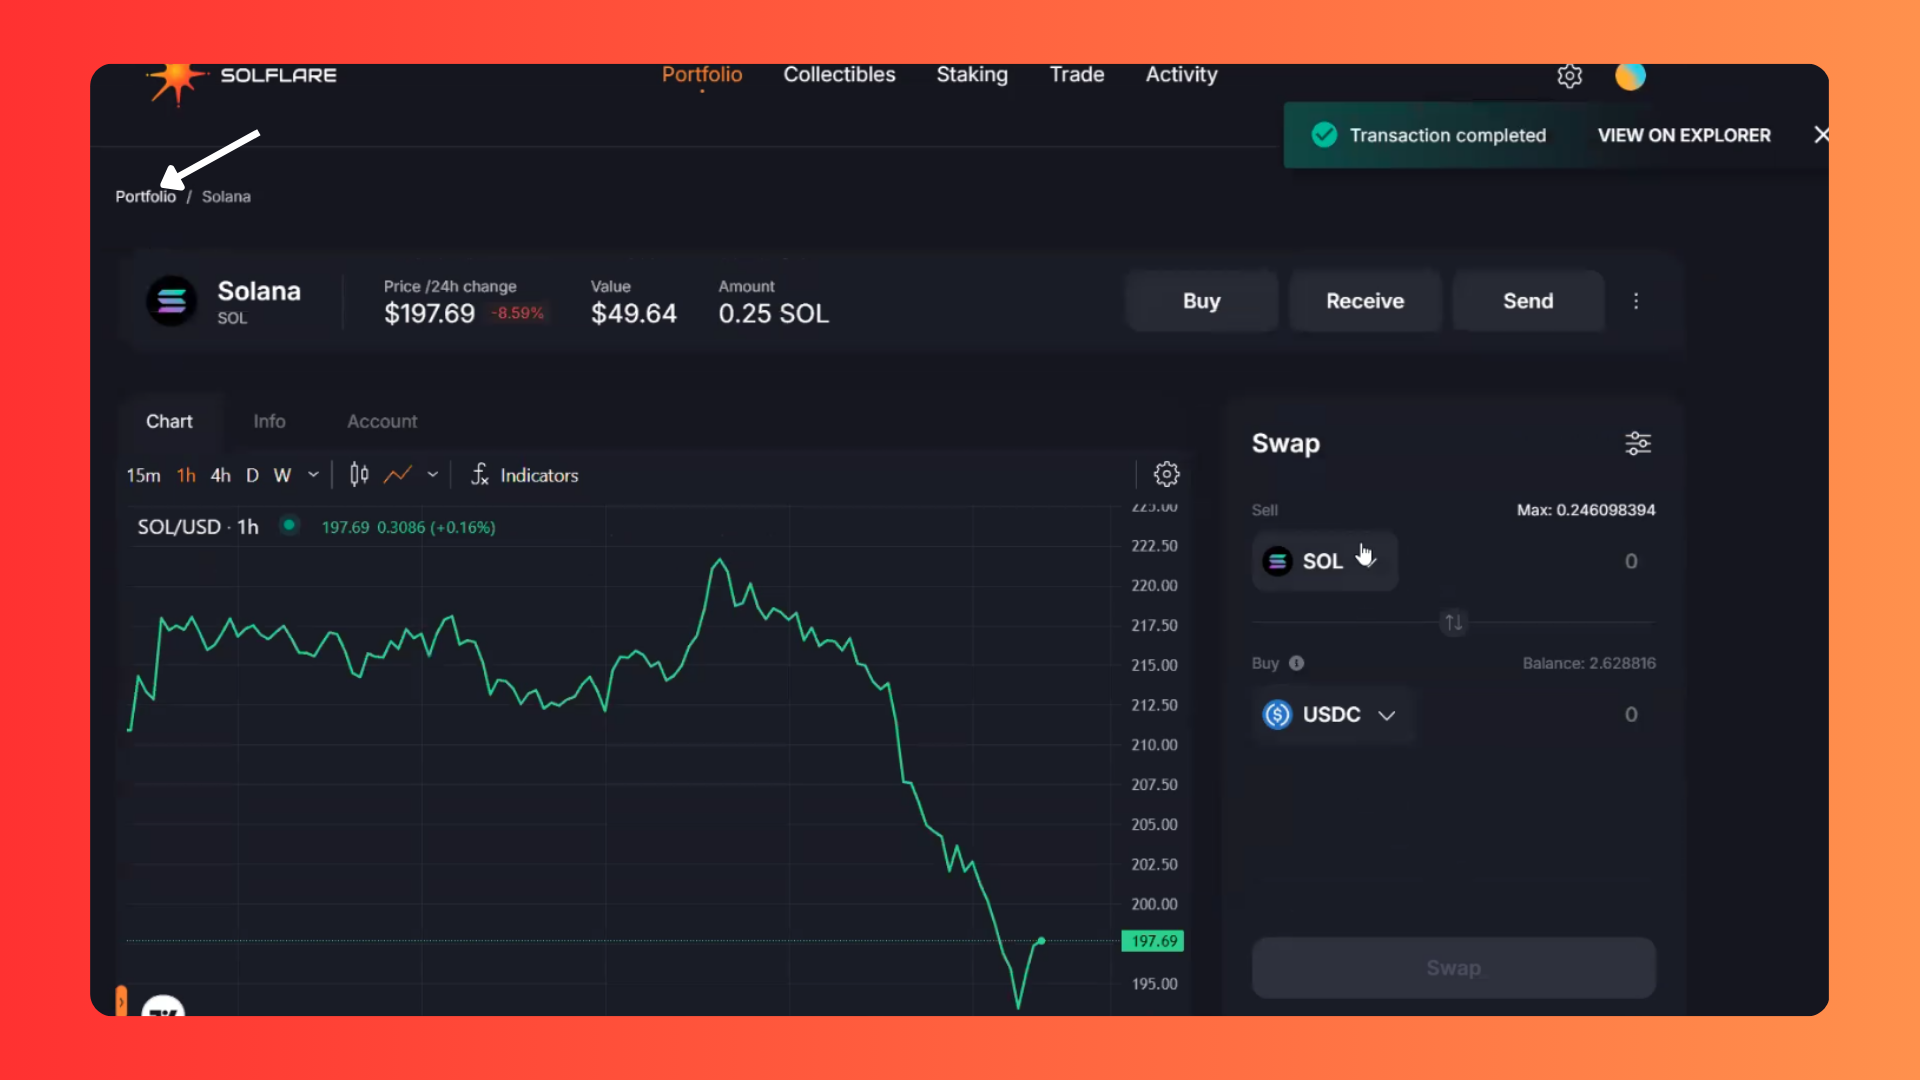 SOLFLARE
Portfolio Collectibles Staking Trade Activity
Transaction completed VIEW ON EXPLORER
Portfolio / Solana
Solana
SOL
Price /24h change
$197.69 -8.59%
Value
$49.64
Amount
0.25 SOL
Buy Receive Send
Chart Info Account
15m 1h 4h D W Indicators
SOL/USD · 1h 197.69 0.3086 (+0.16%)
225.00
222.50
220.00
217.50
215.00
212.50
210.00
207.50
205.00
202.50
200.00
197.69
195.00
Swap
Sell Max: 0.246098394
SOL 0
Buy Balance: 2.628816
USDC 0
Swap